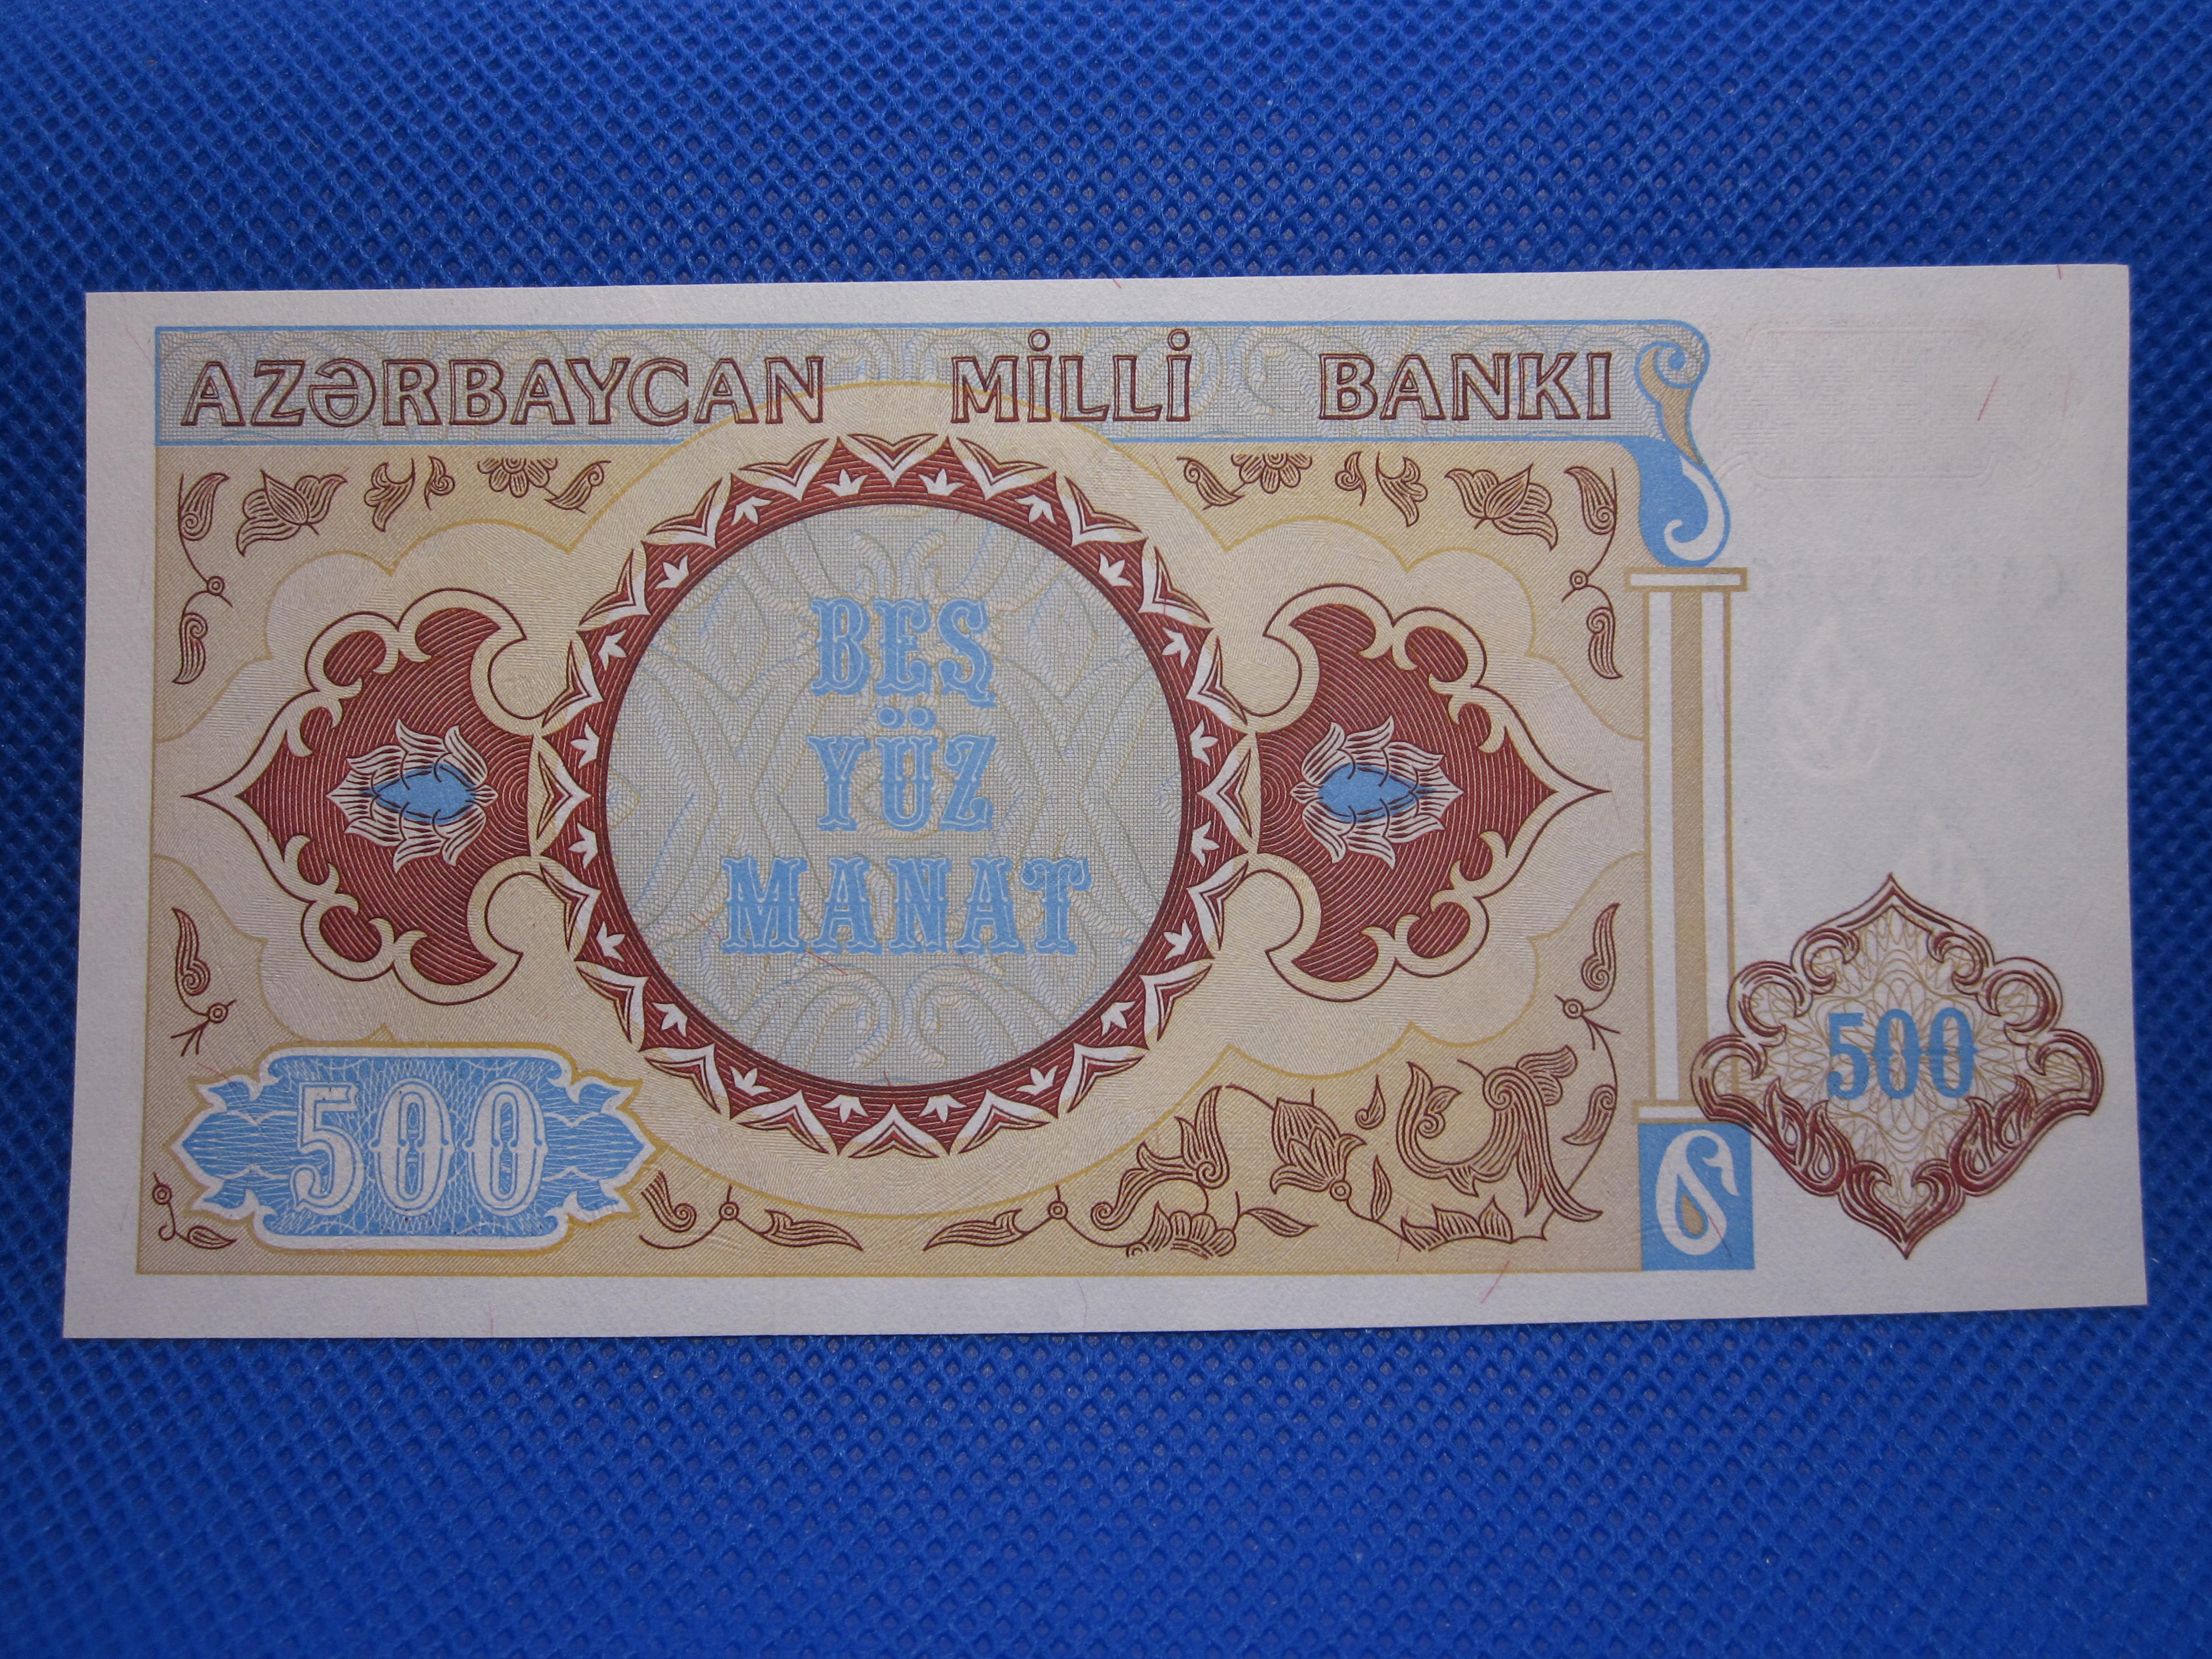 AZƏRBAYCAN MİLLİ BANKI
BEŞ
YÜZ
MANAT
500
500